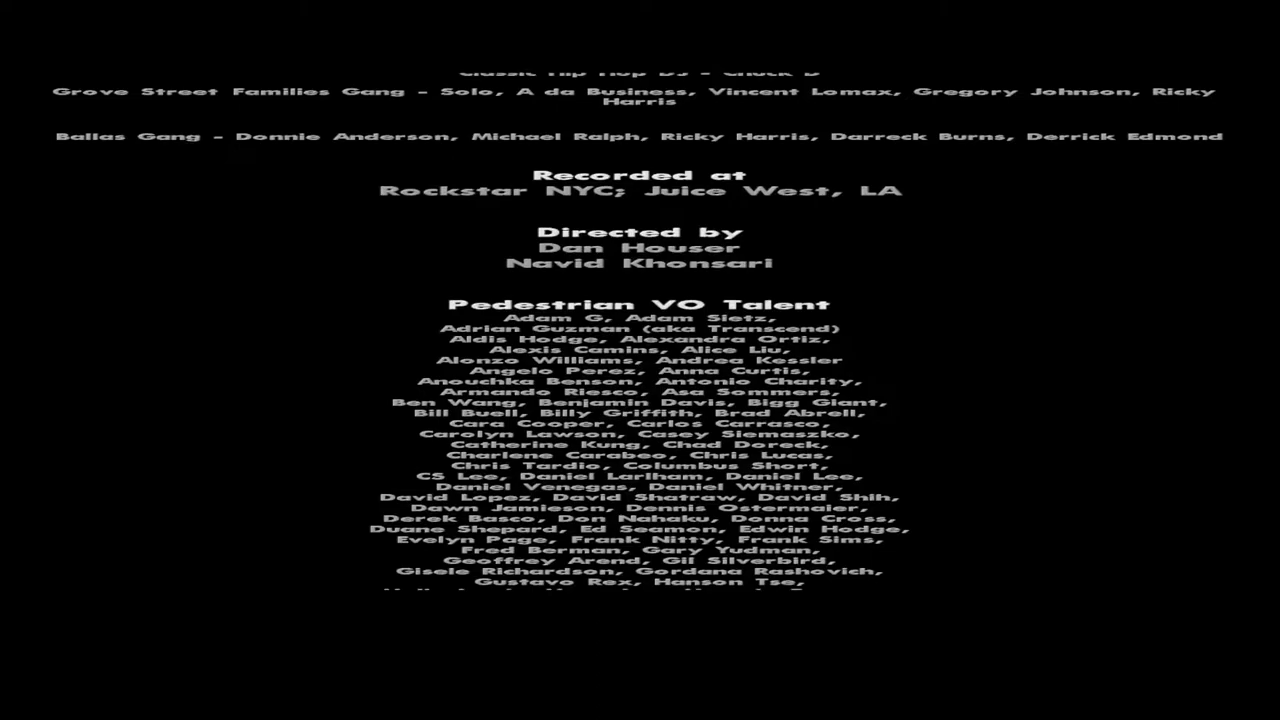 Classic Hip Hop DJ - Chuck D
Grove Street Families Gang - Solo, A da Business, Vincent Lomax, Gregory Johnson, Ricky
Harris
Ballas Gang - Donnie Anderson, Michael Ralph, Ricky Harris, Darreck Burns, Derrick Edmond
Recorded at
Rockstar NYC; Juice West, LA
Directed by
Dan Houser
Navid Khonsari
Pedestrian VO Talent
Adam G, Adam Sietz,
Adrian Guzman (aka Transcend)
Aldis Hodge, Alexandra Ortiz,
Alexis Camins, Alice Liu,
Alonzo Williams, Andrea Kessler
Angelo Perez, Anna Curtis,
Anouchka Benson, Antonio Charity,
Armando Riesco, Asa Sommers,
Ben Wang, Benjamin Davis, Bigg Giant,
Bill Buell, Billy Griffith, Brad Abrell,
Cara Cooper, Carlos Carrasco,
Carolyn Lawson, Casey Siemaszko,
Catherine Kung, Chad Doreck,
Charlene Carabeo, Chris Lucas,
Chris Tardio, Columbus Short,
CS Lee, Daniel Larlham, Daniel Lee,
Daniel Venegas, Daniel Whitner,
David Lopez, David Shatraw, David Shih,
Dawn Jamieson, Dennis Ostermaier,
Derek Basco, Don Nahaku, Donna Cross,
Duane Shepard, Ed Seamon, Edwin Hodge,
Evelyn Page, Frank Nitty, Frank Sims,
Fred Berman, Gary Yudman,
Geoffrey Arend, Gil Silverbird,
Gisele Richardson, Gordana Rashovich,
Gustavo Rex, Hanson Tse,